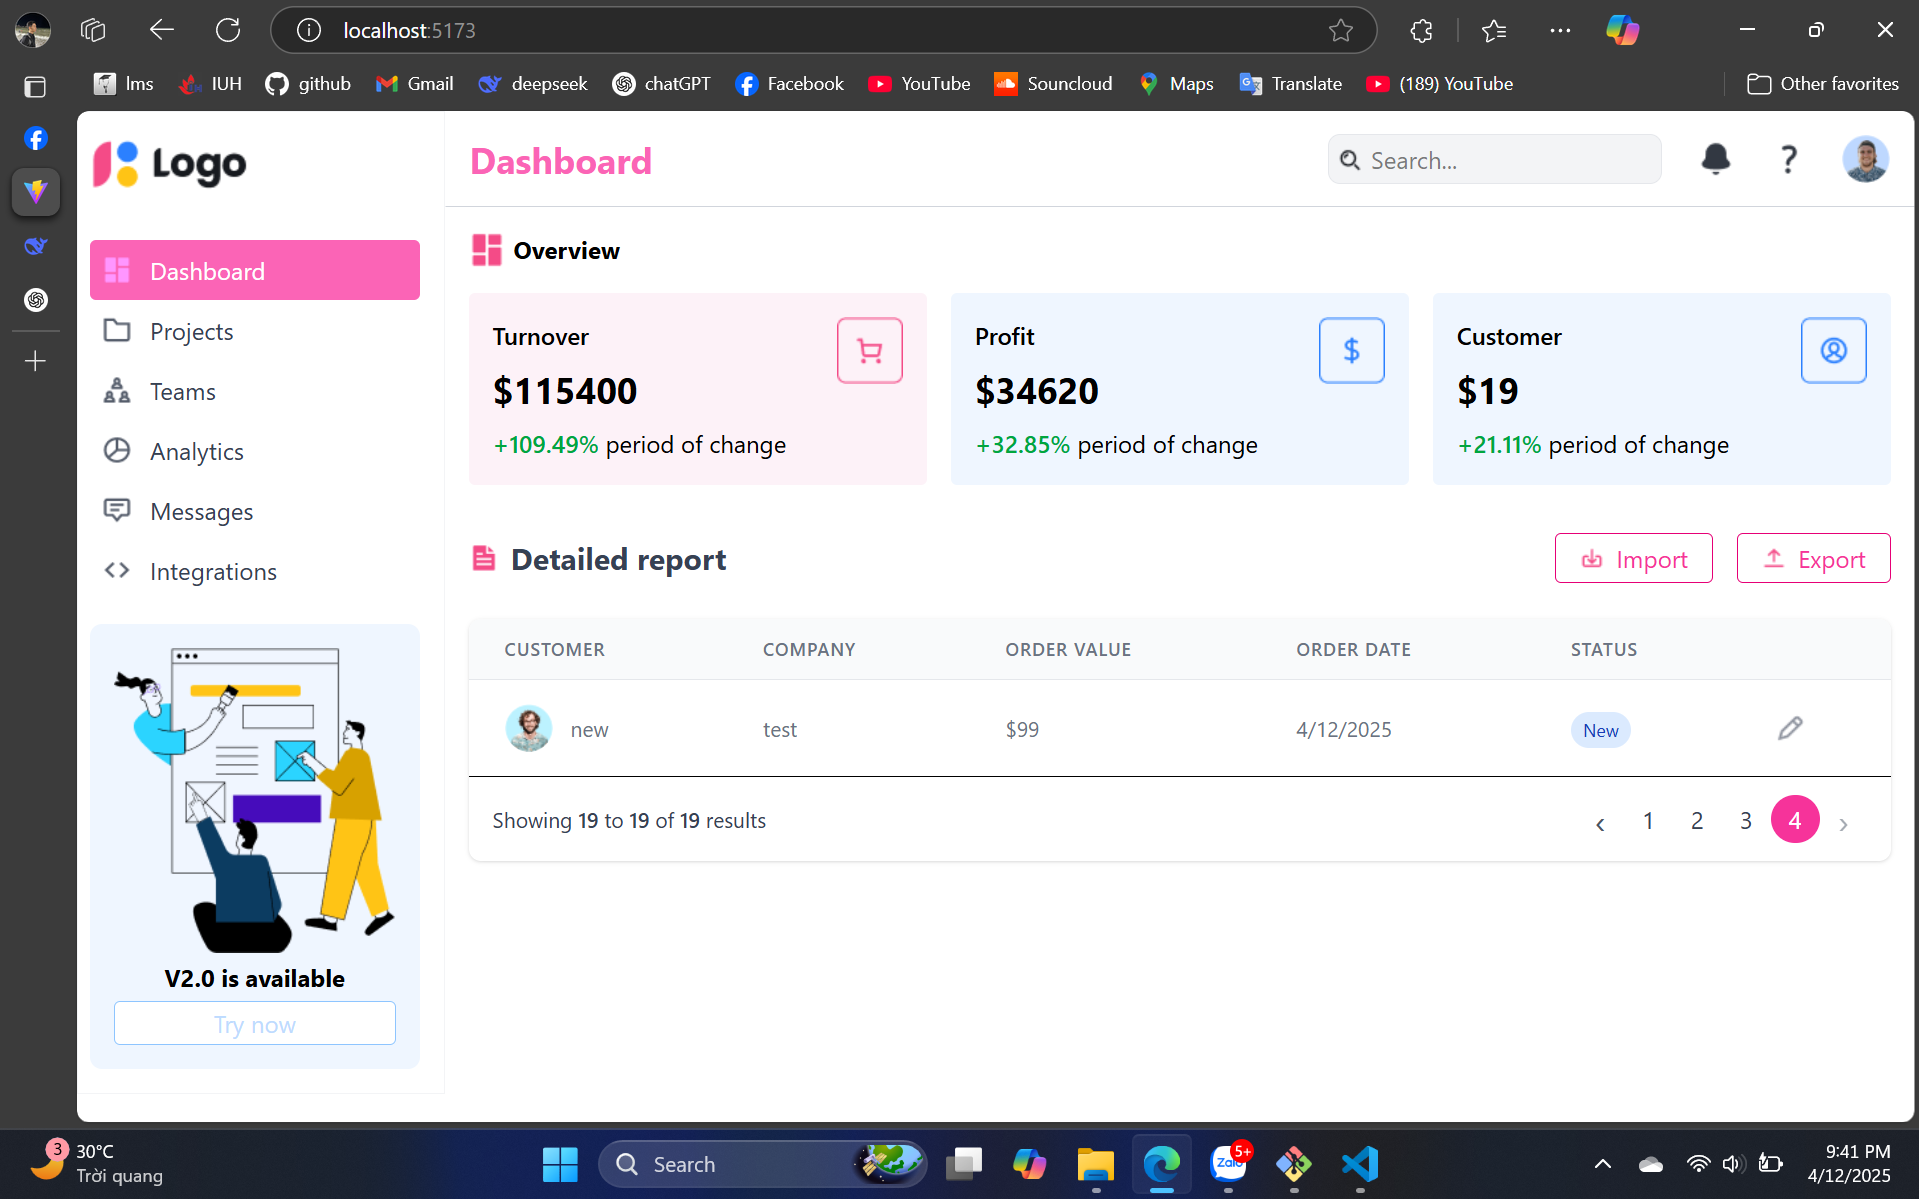 localhost:5173
lms
IUH
github
Gmail
deepseek
chatGPT
Facebook
YouTube
Souncloud
Maps
Translate
(189) YouTube
Other favorites
Logo
Dashboard
Search...
?
Dashboard
Projects
Teams
Analytics
Messages
Integrations
V2.0 is available
Try now
Overview
Turnover
$115400
+109.49% period of change
Profit
$
$34620
+32.85% period of change
Customer
$19
+21.11% period of change
Detailed report
Import
Export
CUSTOMER COMPANY ORDER VALUE ORDER DATE STATUS
new test $99 4/12/2025 New
Showing 19 to 19 of 19 results
‹ 1 2 3 4 ›
3
30°C
Trời quang
Search
Zalo
5+
9:41 PM
4/12/2025